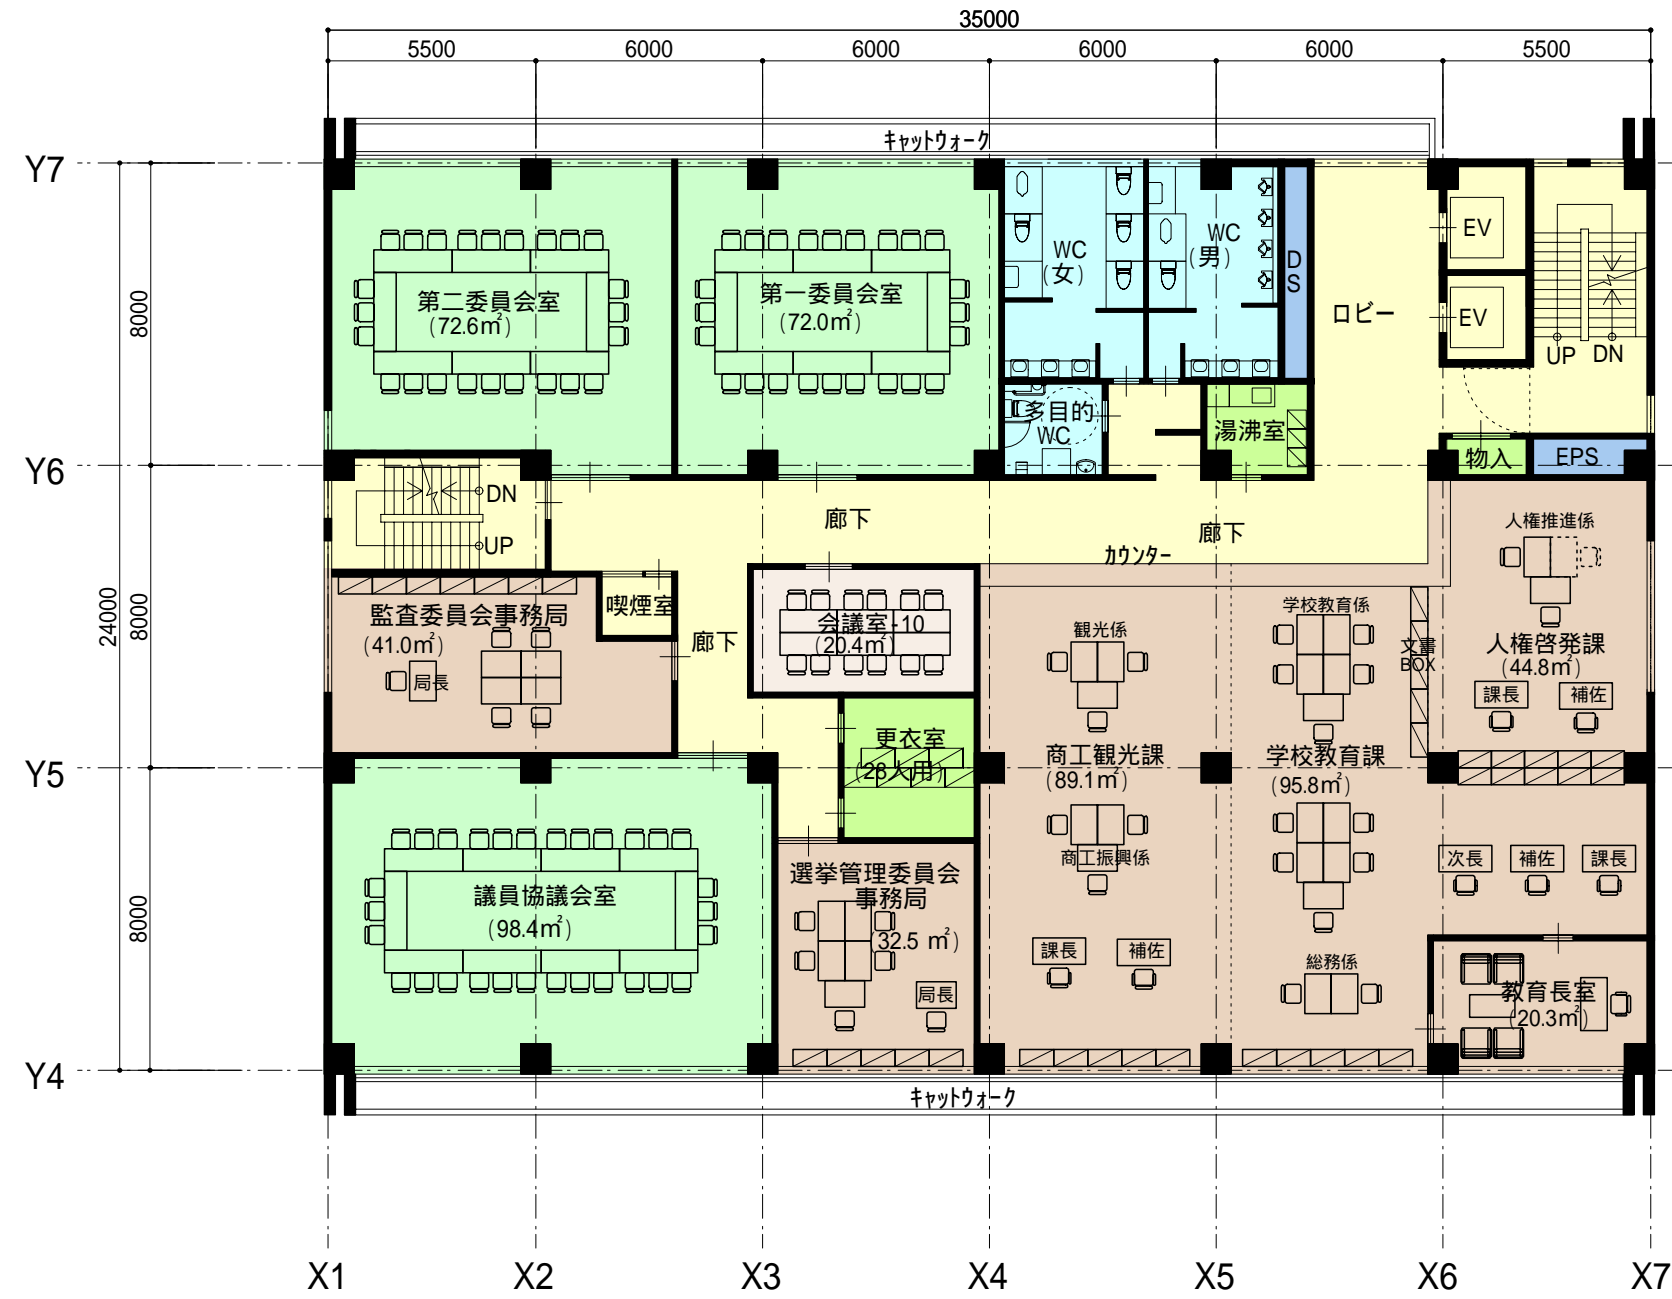 35000
5500
6000
6000
6000
6000
5500
キャットウォーク
Y7
8000
第二委員会室
(72.6㎡)
第一委員会室
(72.0㎡)
WC
(女)
WC
(男)
DS
ロビー
EV
EV
UP
DN
多目的
WC
湯沸室
物入
EPS
Y6
DN
UP
廊下
廊下
カウンター
人権推進係
24000
8000
監査委員会事務局
(41.0㎡)
局長
喫煙室
廊下
会議室-10
(20.4㎡)
観光係
学校教育係
文書
BOX
人権啓発課
(44.8㎡)
課長
補佐
更衣室
(28人用)
商工観光課
(89.1㎡)
学校教育課
(95.8㎡)
Y5
8000
議員協議会室
(98.4㎡)
選挙管理委員会
事務局
(32.5 ㎡)
局長
商工振興係
課長
補佐
総務係
次長
補佐
課長
教育長室
(20.3㎡)
Y4
キャットウォーク
X1
X2
X3
X4
X5
X6
X7